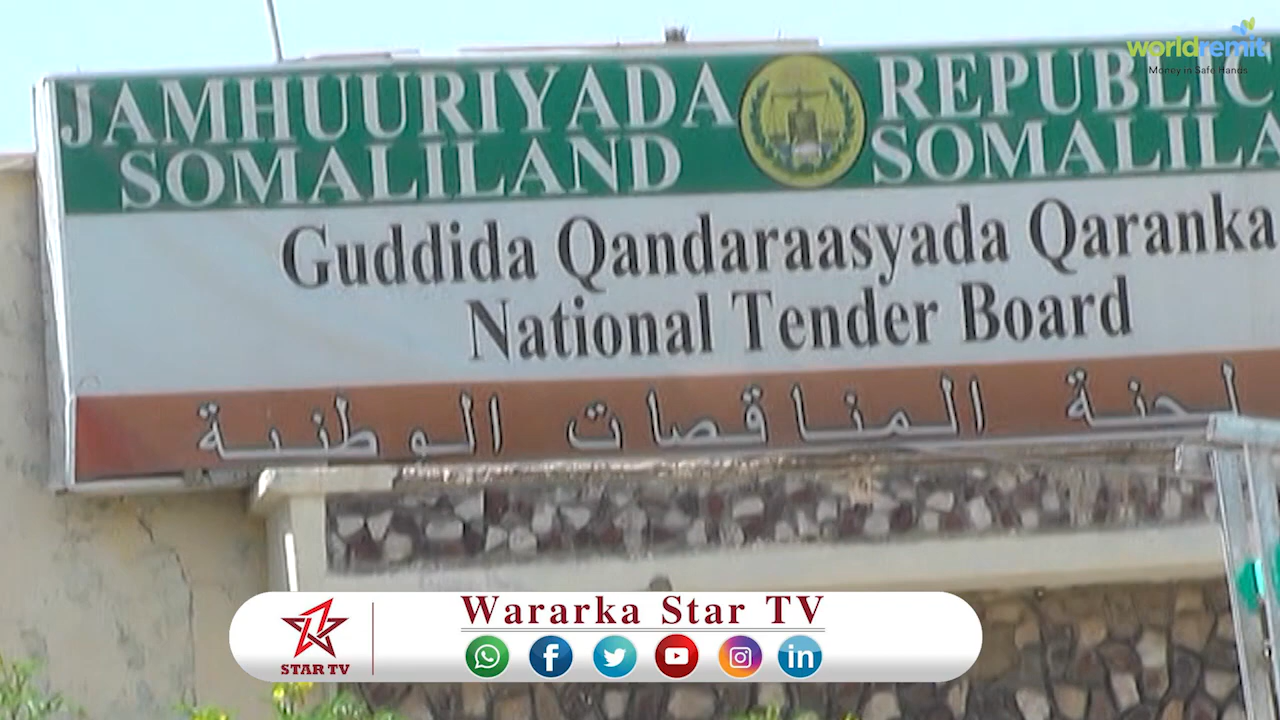 worldremit
Money in Safe Hands
JAMHUURIYADA
SOMALILAND
REPUBLIC
SOMALILA
Guddida Qandaraasyada Qaranka
National Tender Board
لجنة المناقصات الوطنية
Wararka Star TV
STAR TV